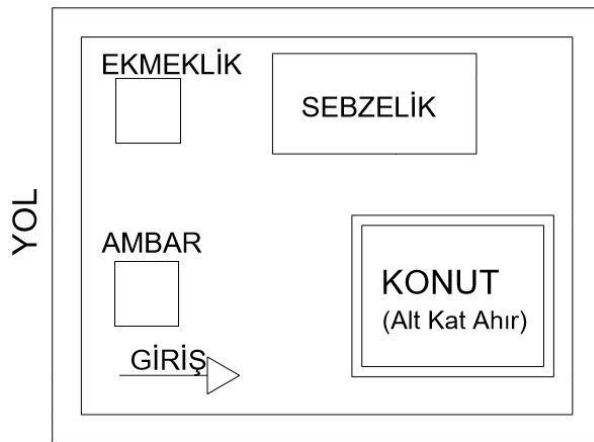 EKMEKLİK
SEBZELİK
YOL
AMBAR
KONUT
(Alt Kat Ahır)
GİRİŞ